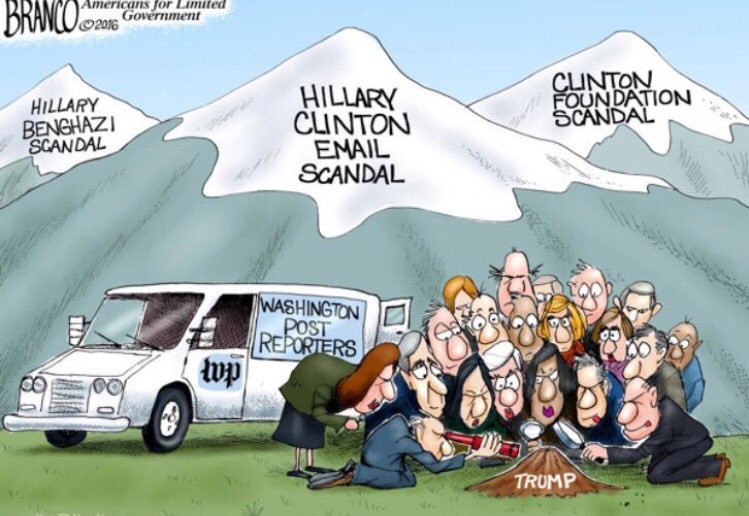 BRANCO
Americans for Limited
Government
©2016
HILLARY
BENGHAZI
SCANDAL
HILLARY
CLINTON
EMAIL
SCANDAL
CLINTON
FOUNDATION
SCANDAL
WASHINGTON
POST
REPORTERS
wp
TRUMP